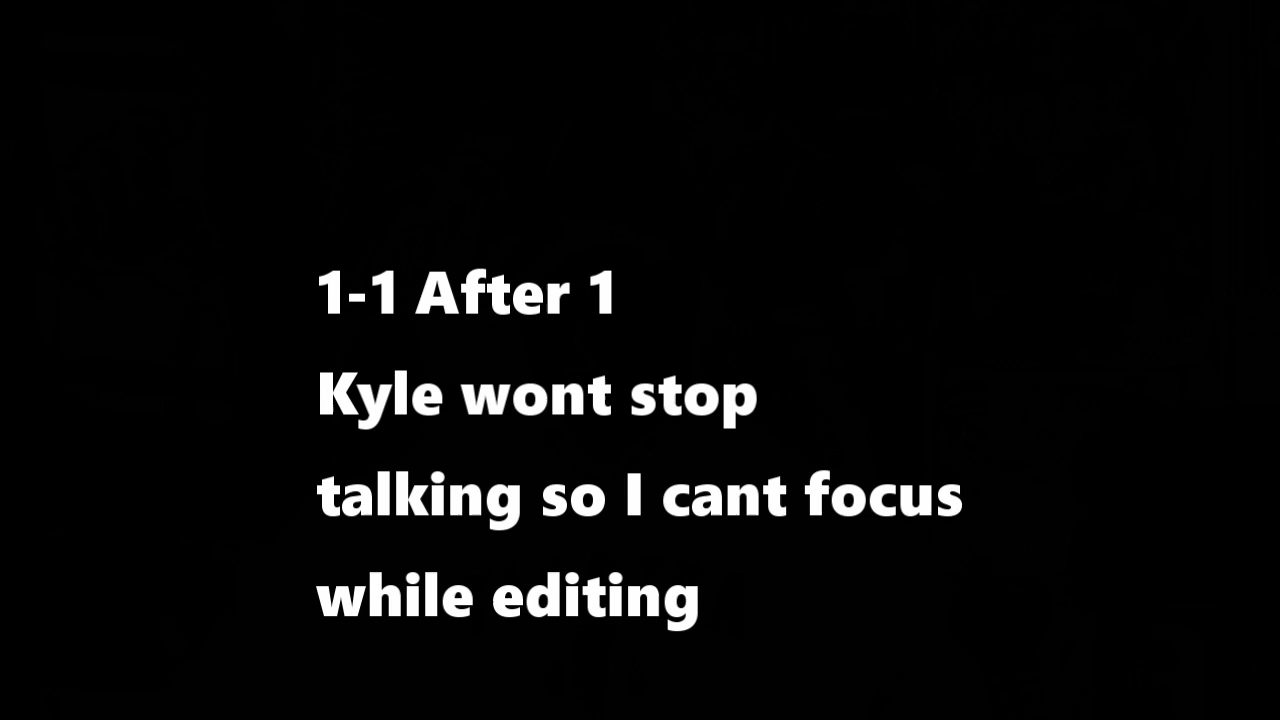 1-1 After 1
Kyle wont stop
talking so I cant focus
while editing